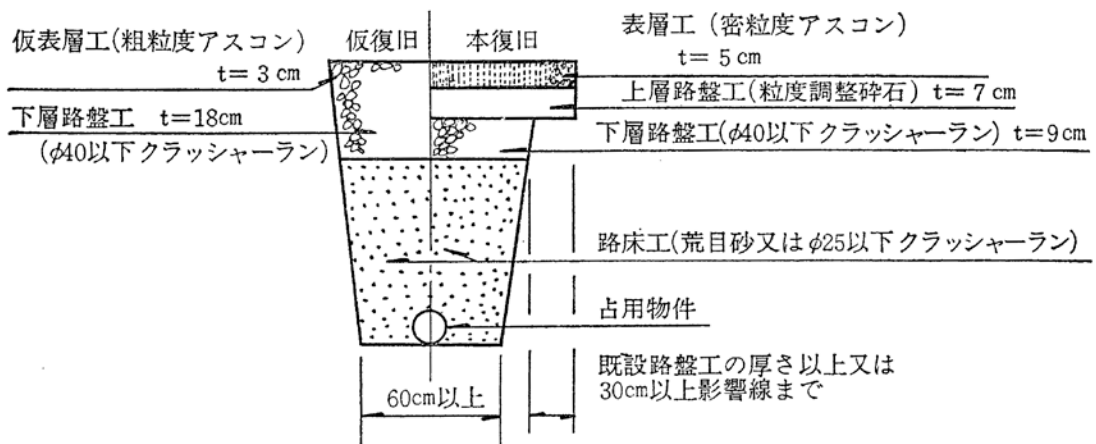 仮表層工(粗粒度アスコン)
t= 3 cm
下層路盤工 t=18cm
(φ40以下クラッシャーラン)
仮復旧
本復旧
表層工(密粒度アスコン)
t= 5 cm
上層路盤工(粒度調整砕石) t= 7 cm
下層路盤工(φ40以下クラッシャーラン) t=9cm
路床工(荒目砂又はφ25以下クラッシャーラン)
占用物件
既設路盤工の厚さ以上又は
30cm以上影響線まで
60cm以上